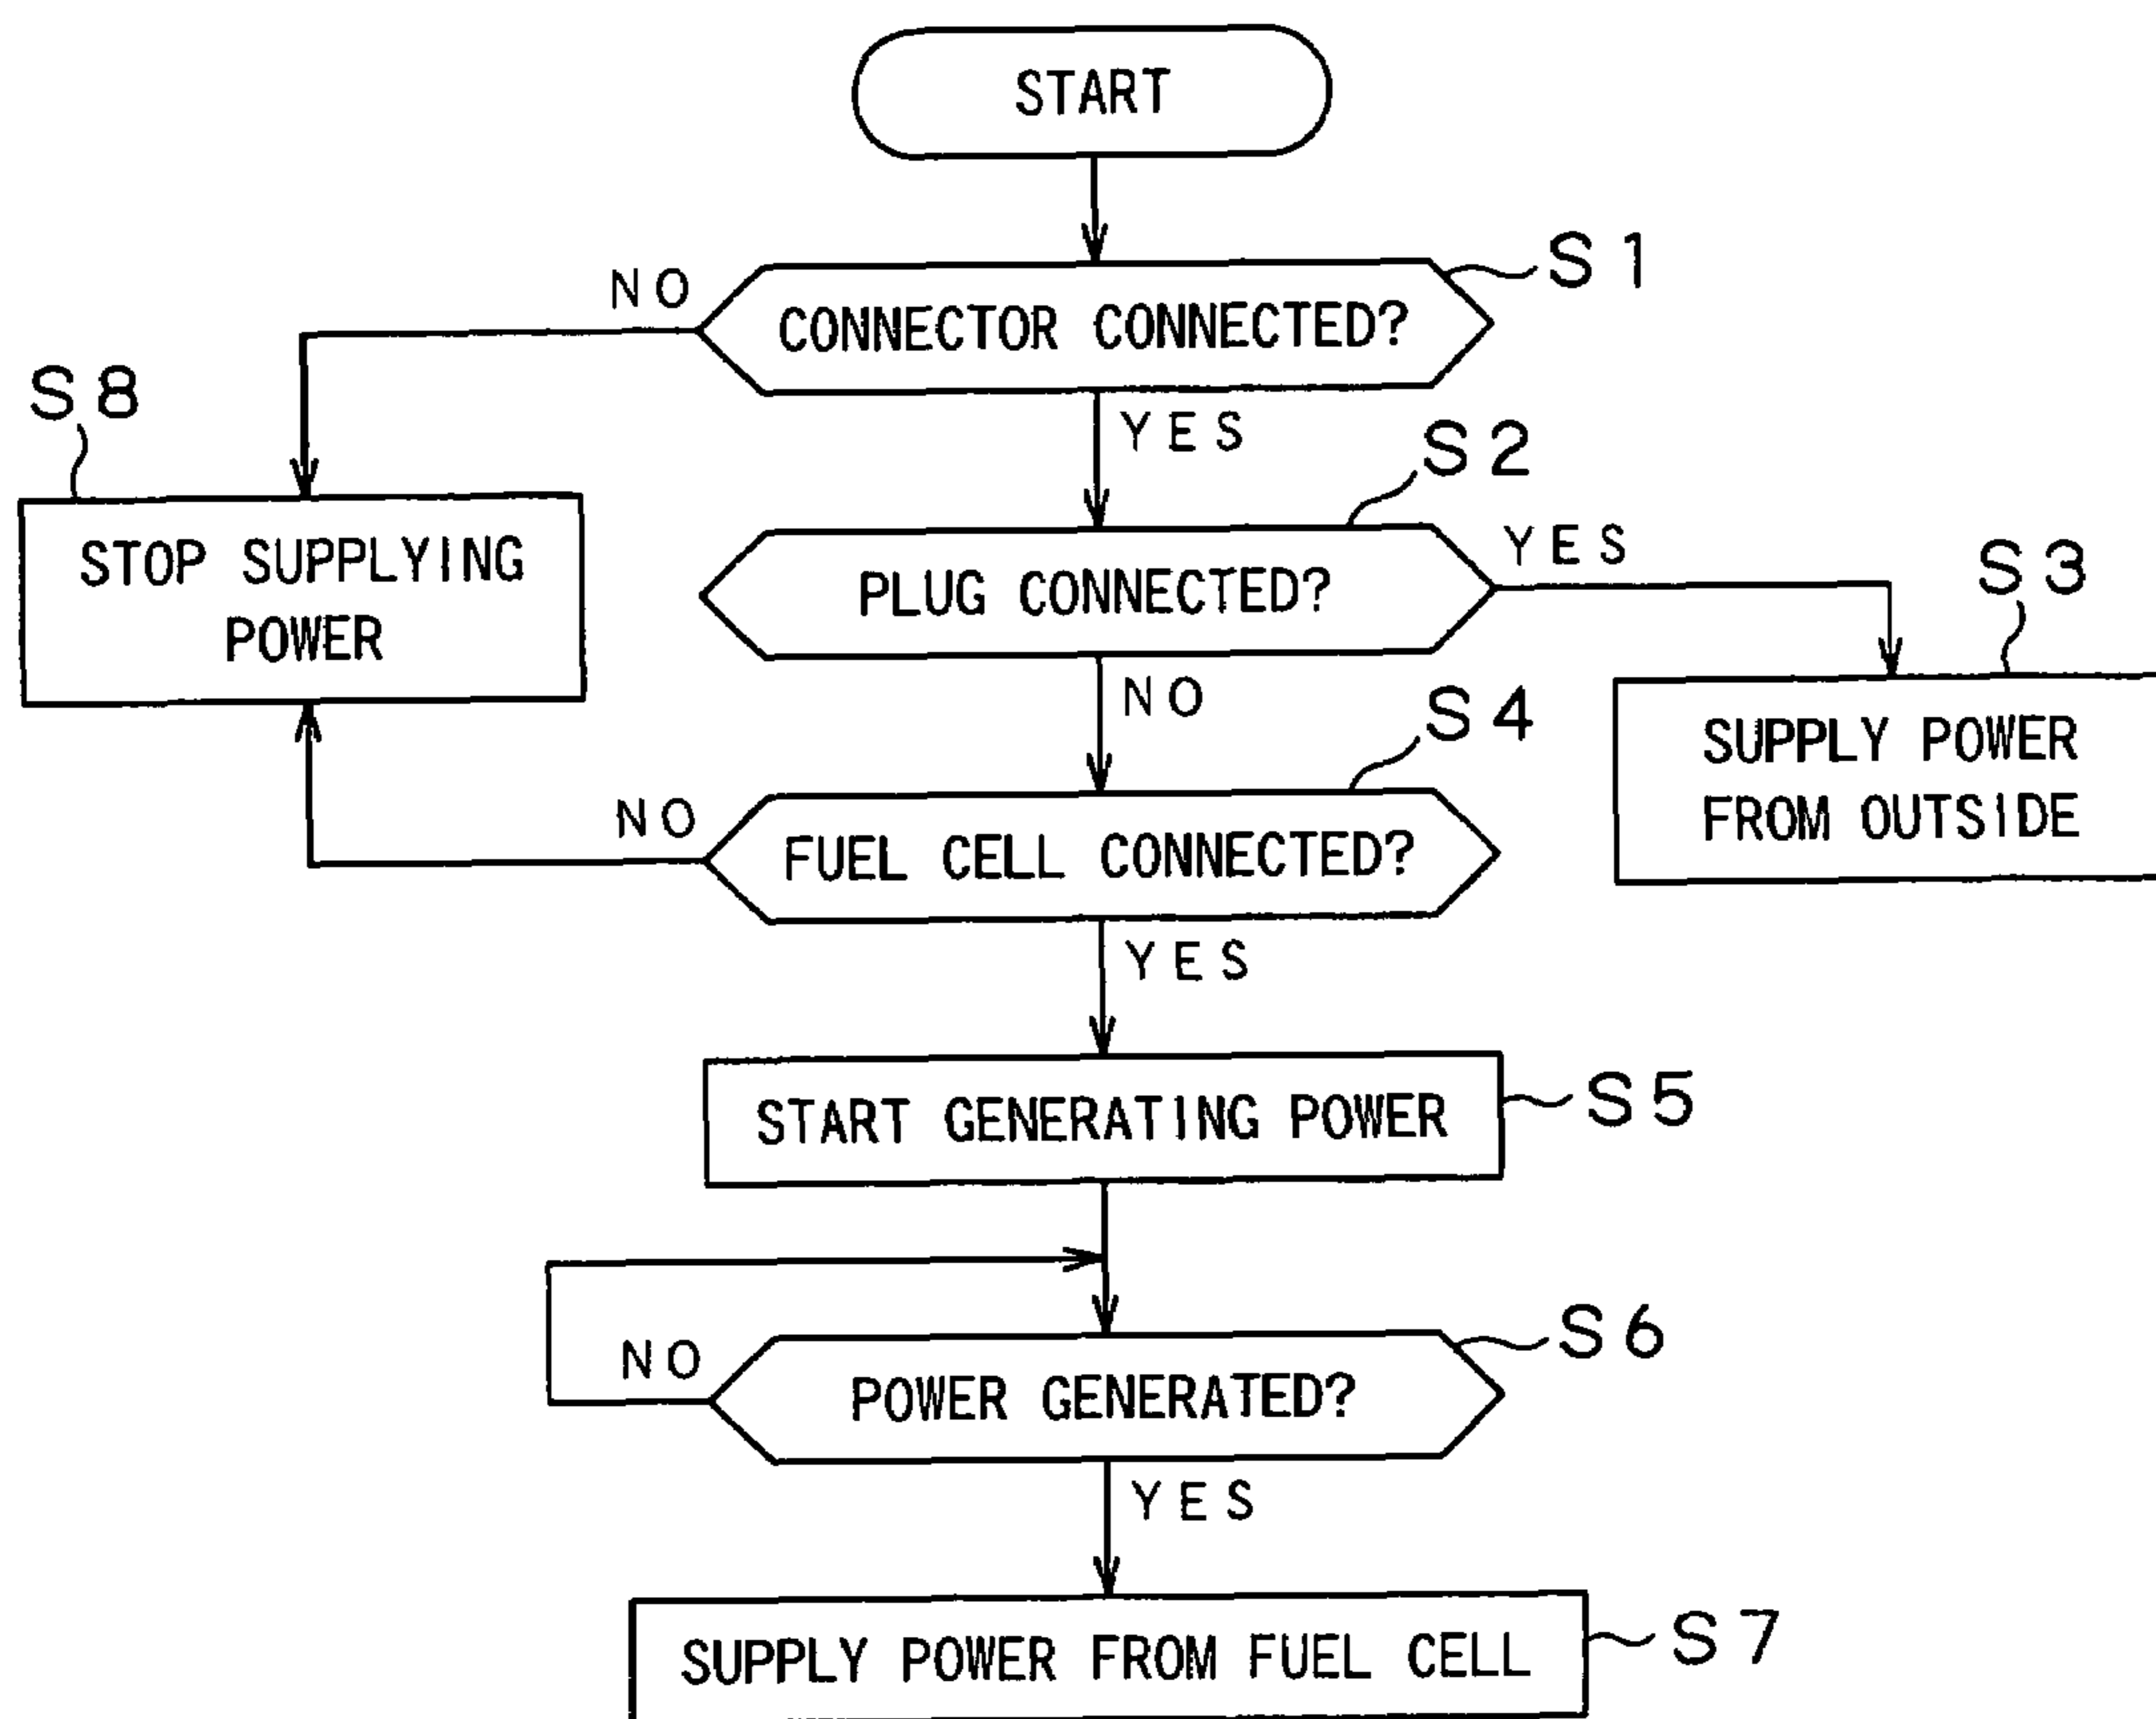 START
S1
NO
CONNECTOR CONNECTED?
S8
YES
S2
STOP SUPPLYING
POWER
YES
PLUG CONNECTED?
S3
NO
S4
SUPPLY POWER
FROM OUTSIDE
NO
FUEL CELL CONNECTED?
YES
START GENERATING POWER
S5
S6
NO
POWER GENERATED?
YES
SUPPLY POWER FROM FUEL CELL
S7